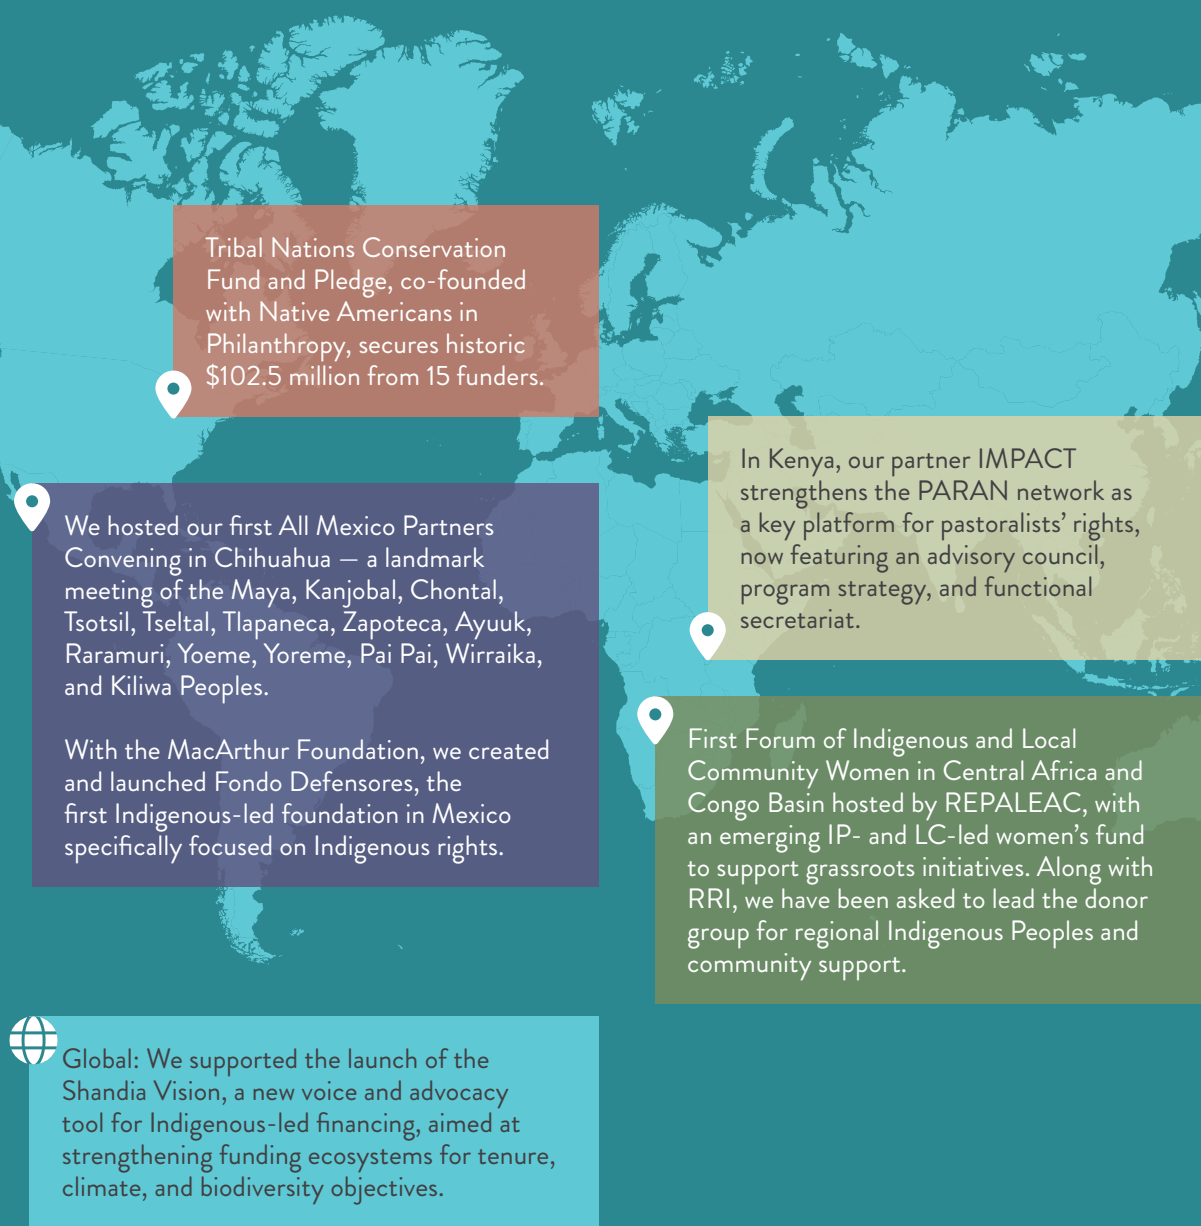 Tribal Nations Conservation
Fund and Pledge, co-founded
with Native Americans in
Philanthropy, secures historic
$102.5 million from 15 funders.
In Kenya, our partner IMPACT
strengthens the PARAN network as
a key platform for pastoralists’ rights,
now featuring an advisory council,
program strategy, and functional
secretariat.
We hosted our first All Mexico Partners
Convening in Chihuahua — a landmark
meeting of the Maya, Kanjobal, Chontal,
Tsotsil, Tseltal, Tlapaneca, Zapoteca, Ayuuk,
Raramuri, Yoeme, Yoreme, Pai Pai, Wirraika,
and Kiliwa Peoples.
With the MacArthur Foundation, we created
and launched Fondo Defensores, the
first Indigenous-led foundation in Mexico
specifically focused on Indigenous rights.
First Forum of Indigenous and Local
Community Women in Central Africa and
Congo Basin hosted by REPALEAC, with
an emerging IP- and LC-led women’s fund
to support grassroots initiatives. Along with
RRI, we have been asked to lead the donor
group for regional Indigenous Peoples and
community support.
Global: We supported the launch of the
Shandia Vision, a new voice and advocacy
tool for Indigenous-led financing, aimed at
strengthening funding ecosystems for tenure,
climate, and biodiversity objectives.